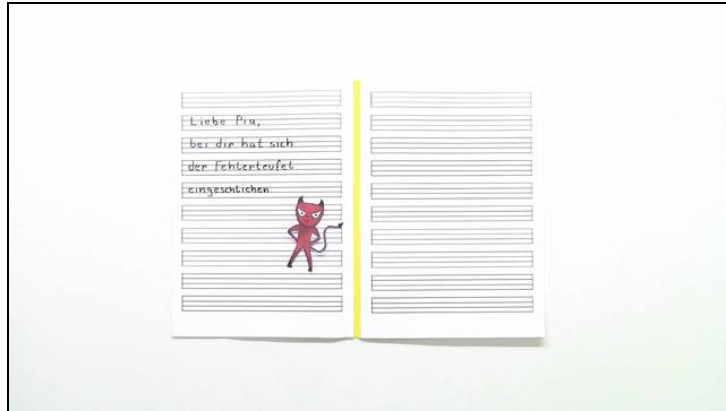 Liebe Pia,
bei dir hat sich
der Fehlerteufel
eingeschlichen.